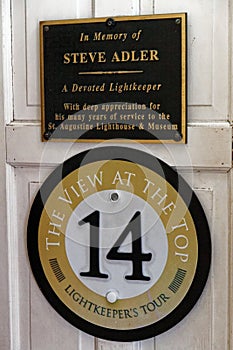 In Memory of
STEVE ADLER
A Devoted Lightkeeper
With deep appreciation for
his many years of service to the
St. Augustine Lighthouse & Museum
THE VIEW AT THE TOP
14
LIGHTKEEPER'S TOUR